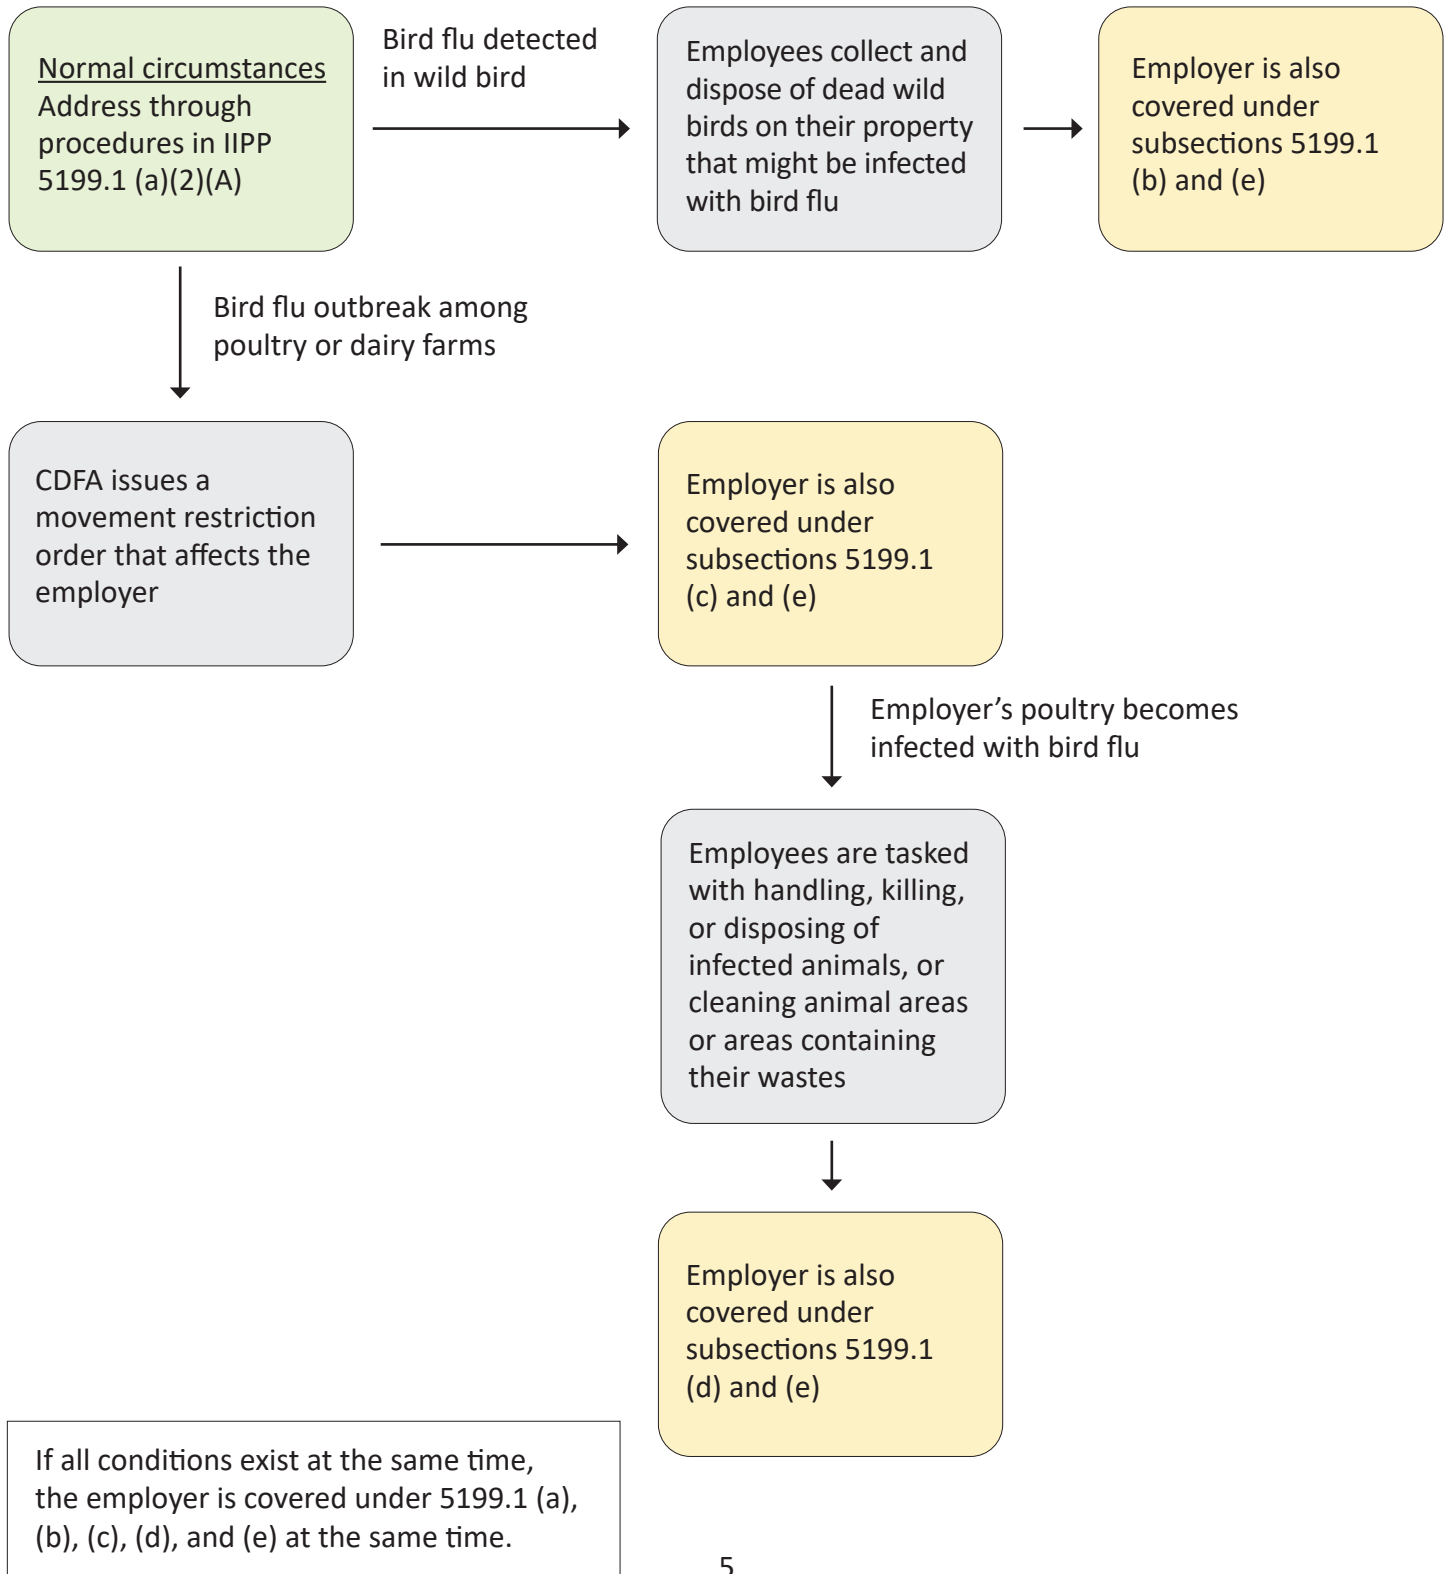 Normal circumstances
Address through
procedures in IIPP
5199.1 (a)(2)(A)
Bird flu detected
in wild bird
Employees collect and
dispose of dead wild
birds on their property
that might be infected
with bird flu
Employer is also
covered under
subsections 5199.1
(b) and (e)
Bird flu outbreak among
poultry or dairy farms
CDFA issues a
movement restriction
order that affects the
employer
Employer is also
covered under
subsections 5199.1
(c) and (e)
Employer’s poultry becomes
infected with bird flu
Employees are tasked
with handling, killing,
or disposing of
infected animals, or
cleaning animal areas
or areas containing
their wastes
Employer is also
covered under
subsections 5199.1
(d) and (e)
If all conditions exist at the same time,
the employer is covered under 5199.1 (a),
(b), (c), (d), and (e) at the same time.
5